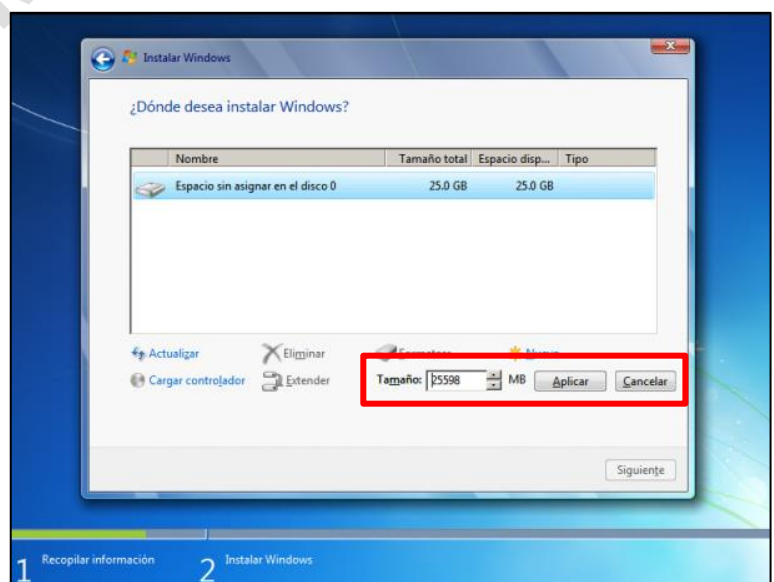 Instalar Windows
¿Dónde desea instalar Windows?
Nombre Tamaño total Espacio disp... Tipo
Espacio sin asignar en el disco 0 25.0 GB 25.0 GB
Actualizar Eliminar Formatear Nuevo
Cargar controlador Extender Tamaño: 25598 MB Aplicar Cancelar
Siguiente
1 Recopilar información 2 Instalar Windows